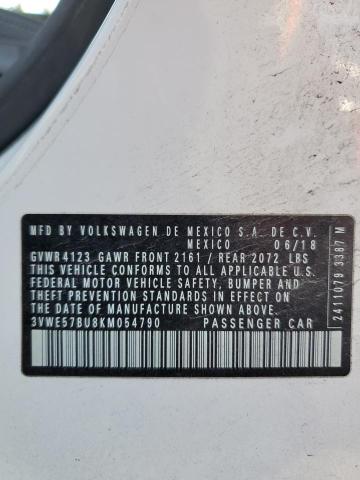 MFD BY VOLKSWAGEN DE MEXICO S.A. DE C.V.
MEXICO 06/18
GVWR4123 GAWR FRONT 2161 / REAR 2072 LBS
THIS VEHICLE CONFORMS TO ALL APPLICABLE
FEDERAL MOTOR VEHICLE SAFETY, BUMPER AND
THEFT PREVENTION STANDARDS IN EFFECT ON
THE DATE OF MANUFACTURE SHOWN ABOVE.
3VWE57BU8KM054790 PASSENGER CAR
2411079 3387 M